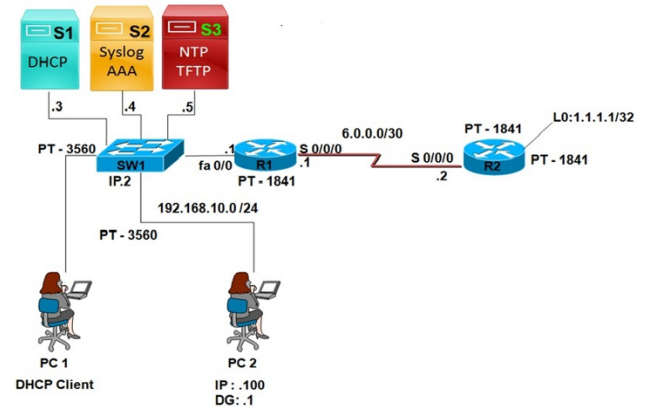 S1
DHCP
S2
Syslog
AAA
S3
NTP
TFTP
.3
.4
.5
PT - 3560
SW1
IP.2
.1
fa 0/0
R1
PT - 1841
S 0/0/0
.1
6.0.0.0/30
S 0/0/0
.2
PT - 1841
R2
L0:1.1.1.1/32
PT - 1841
192.168.10.0 /24
PT - 3560
PC 1
DHCP Client
PC 2
IP : .100
DG: .1